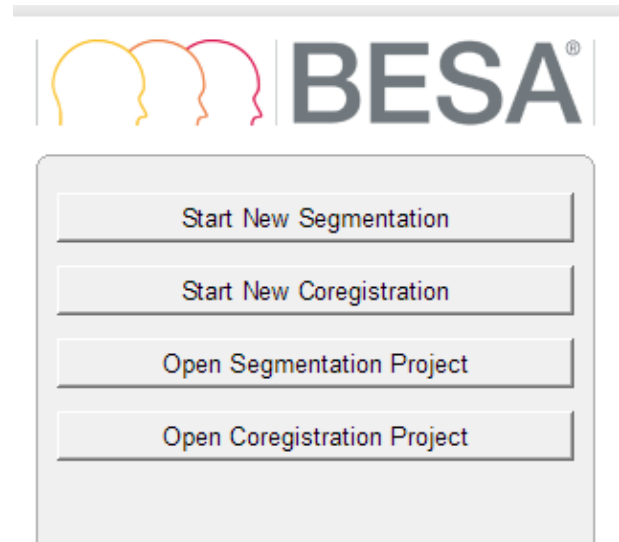 BESA®
Start New Segmentation
Start New Coregistration
Open Segmentation Project
Open Coregistration Project